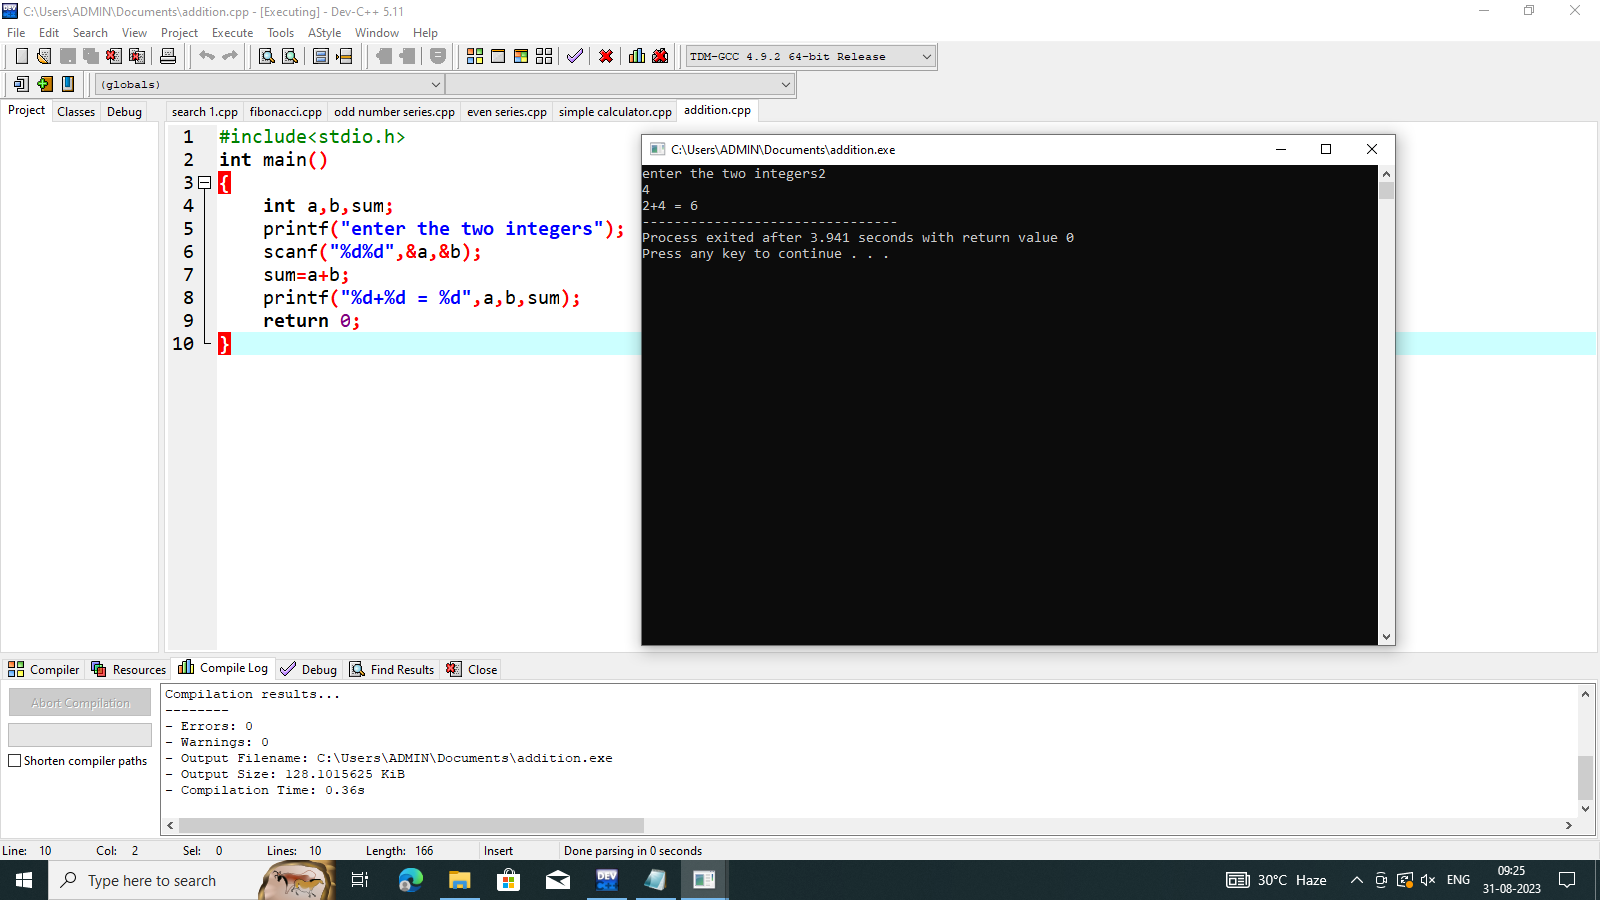 C:\Users\ADMIN\Documents\addition.cpp - [Executing] - Dev-C++ 5.11
File Edit Search View Project Execute Tools AStyle Window Help
TDM-GCC 4.9.2 64-bit Release
(globals)
Project Classes Debug
search 1.cpp fibonacci.cpp odd number series.cpp even series.cpp simple calculator.cpp addition.cpp
1 #include<stdio.h>
2 int main()
3 {
4 int a,b,sum;
5 printf("enter the two integers");
6 scanf("%d%d",&a,&b);
7 sum=a+b;
8 printf("%d+%d = %d",a,b,sum);
9 return 0;
10 }
C:\Users\ADMIN\Documents\addition.exe
enter the two integers2
4
2+4 = 6
--------------------------------
Process exited after 3.941 seconds with return value 0
Press any key to continue . . .
Compiler Resources Compile Log Debug Find Results Close
Abort Compilation
Shorten compiler paths
Compilation results...
--------
- Errors: 0
- Warnings: 0
- Output Filename: C:\Users\ADMIN\Documents\addition.exe
- Output Size: 128.1015625 KiB
- Compilation Time: 0.36s
Line: 10 Col: 2 Sel: 0 Lines: 10 Length: 166 Insert Done parsing in 0 seconds
Type here to search
DEV
30°C Haze
ENG
09:25
31-08-2023